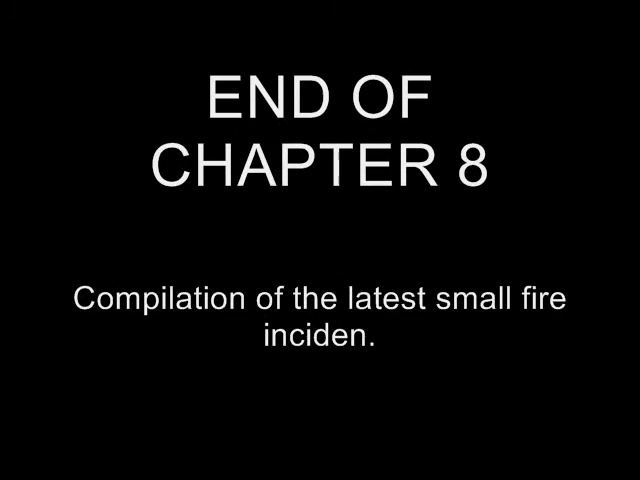 END OF
CHAPTER 8
Compilation of the latest small fire
inciden.